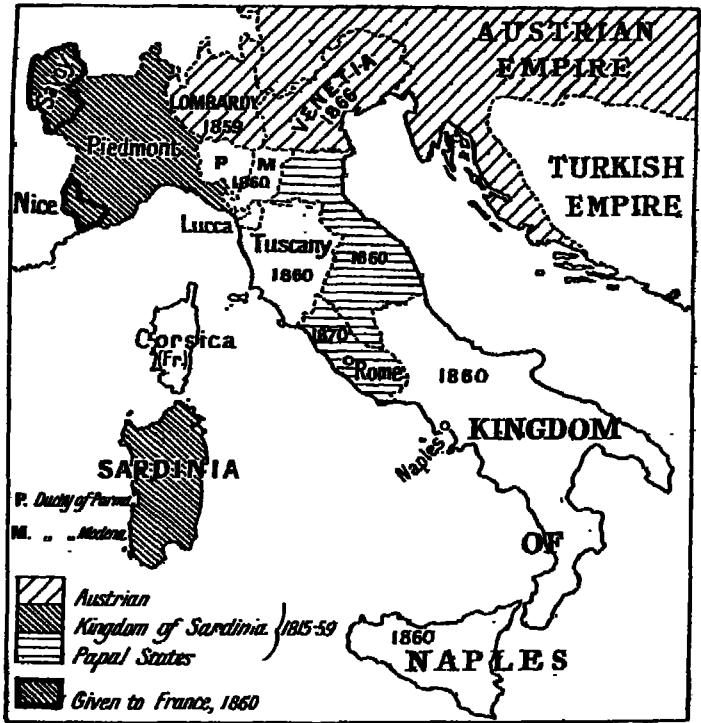 AUSTRIAN
EMPIRE
LOMBARDY
1859
VENETIA
1866
Piedmont
P
M
1860
TURKISH
EMPIRE
Nice
Lucca
Tuscany
1860
1860
1870
Rome
Corsica
(Fr.)
1860
KINGDOM
Naples
SARDINIA
P. Duchy of Parma
M. „ „ Modena
OF
Austrian
Kingdom of Sardinia
1815-59
Papal States
1860
NAPLES
Given to France, 1860